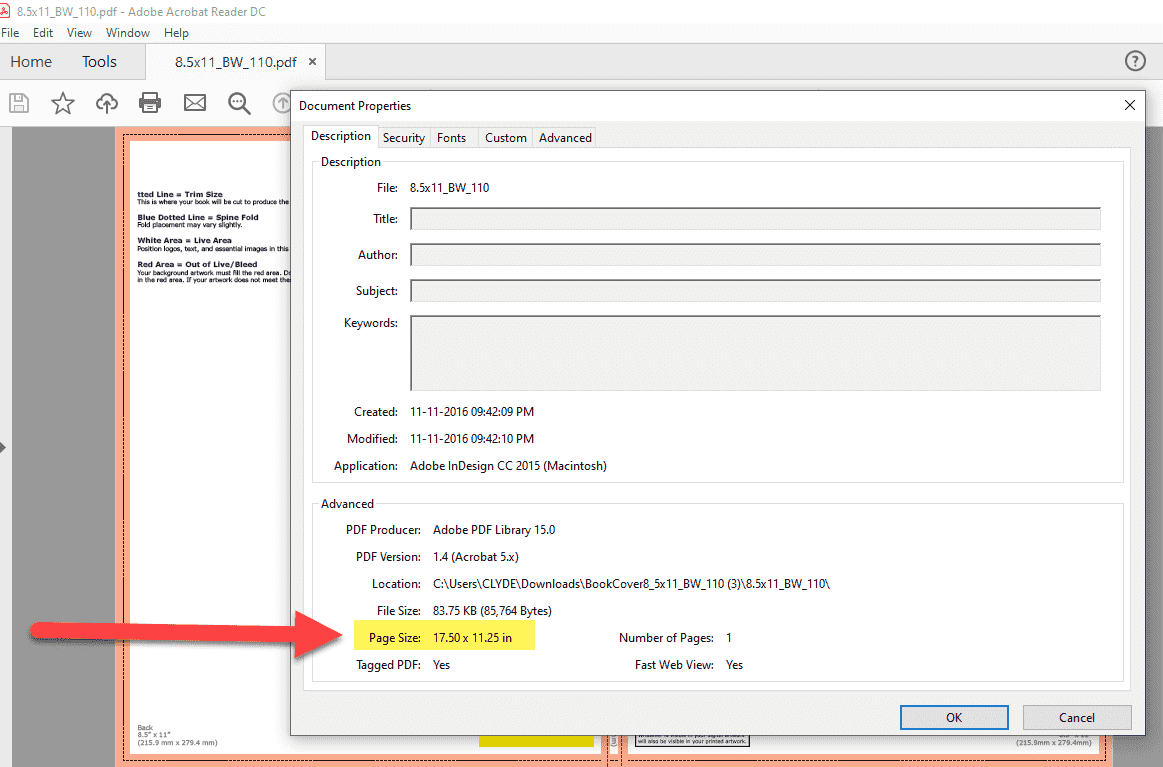 8.5x11_BW_110.pdf - Adobe Acrobat Reader DC
File Edit View Window Help
Home Tools 8.5x11_BW_110.pdf ×
?
Document Properties
Description Security Fonts Custom Advanced
Description
File: 8.5x11_BW_110
Title:
Author:
Subject:
Keywords:
Created: 11-11-2016 09:42:09 PM
Modified: 11-11-2016 09:42:10 PM
Application: Adobe InDesign CC 2015 (Macintosh)
Advanced
PDF Producer: Adobe PDF Library 15.0
PDF Version: 1.4 (Acrobat 5.x)
Location: C:\Users\CLYDE\Downloads\BookCover8_5x11_BW_110 (3)\8.5x11_BW_110\
File Size: 83.75 KB (85,764 Bytes)
Page Size: 17.50 x 11.25 in Number of Pages: 1
Tagged PDF: Yes Fast Web View: Yes
OK Cancel
tted Line = Trim Size
This is where your book will be cut to produce the
Blue Dotted Line = Spine Fold
Fold placement may vary slightly.
White Area = Live Area
Position logos, text, and essential images in this
Red Area = Out of Live/Bleed
Your background artwork must fill the red area. Do
in the red area. If your artwork does not meet the
Back
8.5" x 11"
(215.9 mm x 279.4 mm)
will also be visible in your printed artwork.
(215.9mm x 279.4mm)